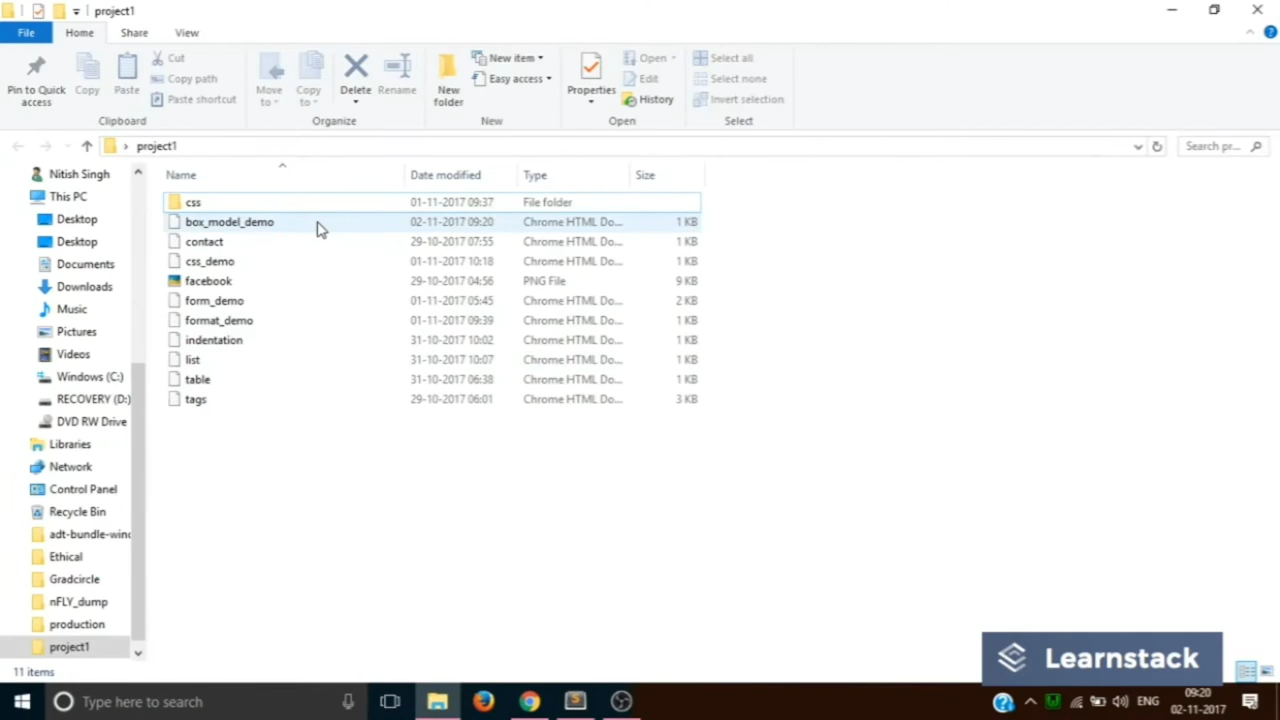 project1
File Home Share View
Pin to Quick access
Copy
Paste
Cut
Copy path
Paste shortcut
Clipboard
Move to
Copy to
Delete
Rename
Organize
New folder
New item
Easy access
New
Properties
Open
Edit
History
Open
Select all
Select none
Invert selection
Select
› project1
Search pr...
Name Date modified Type Size
css 01-11-2017 09:37 File folder
box_model_demo 02-11-2017 09:20 Chrome HTML Do... 1 KB
contact 29-10-2017 07:55 Chrome HTML Do... 1 KB
css_demo 01-11-2017 10:18 Chrome HTML Do... 1 KB
facebook 29-10-2017 04:56 PNG File 9 KB
form_demo 01-11-2017 05:45 Chrome HTML Do... 2 KB
format_demo 01-11-2017 09:39 Chrome HTML Do... 1 KB
indentation 31-10-2017 10:02 Chrome HTML Do... 1 KB
list 31-10-2017 10:07 Chrome HTML Do... 1 KB
table 31-10-2017 06:38 Chrome HTML Do... 1 KB
tags 29-10-2017 06:01 Chrome HTML Do... 3 KB
Nitish Singh
This PC
Desktop
Desktop
Documents
Downloads
Music
Pictures
Videos
Windows (C:)
RECOVERY (D:)
DVD RW Drive
Libraries
Network
Control Panel
Recycle Bin
adt-bundle-wind
Ethical
Gradcircle
nFLY_dump
production
project1
11 items
Learnstack
Type here to search
ENG
09:20
02-11-2017